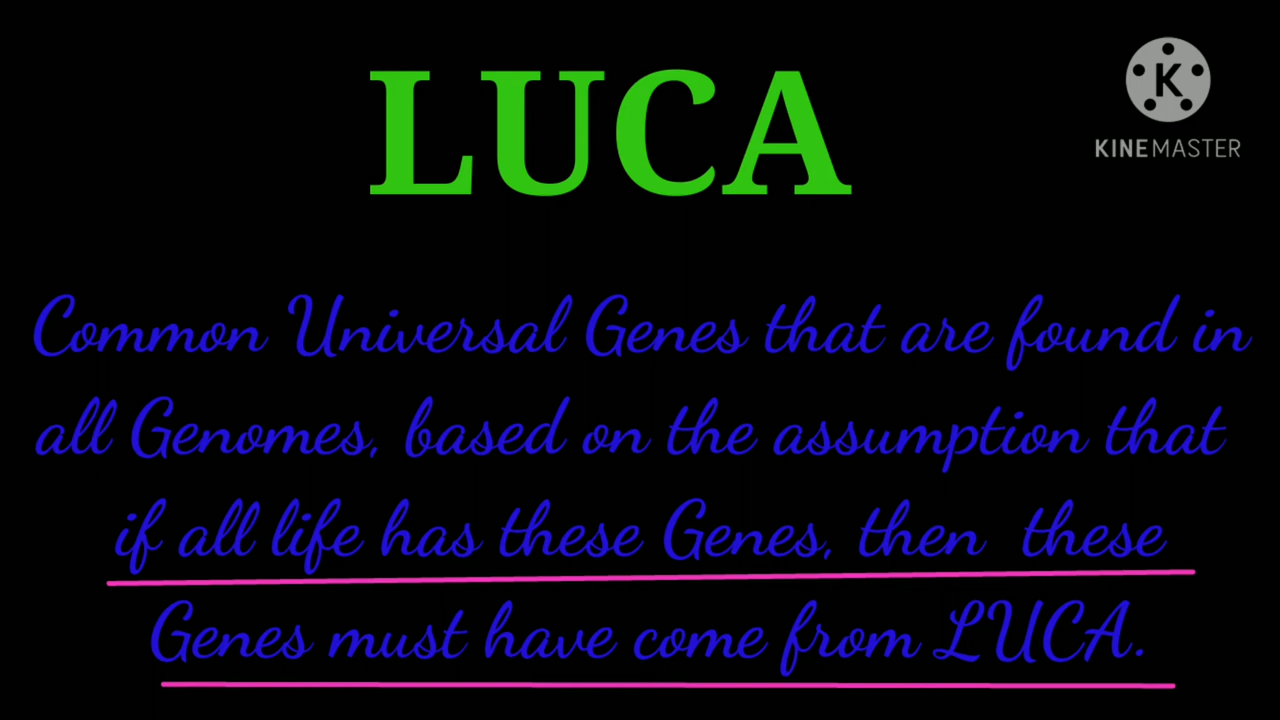 LUCA
K
KINEMASTER
Common Universal Genes that are found in
all Genomes, based on the assumption that
if all life has these Genes, then these
Genes must have come from LUCA.